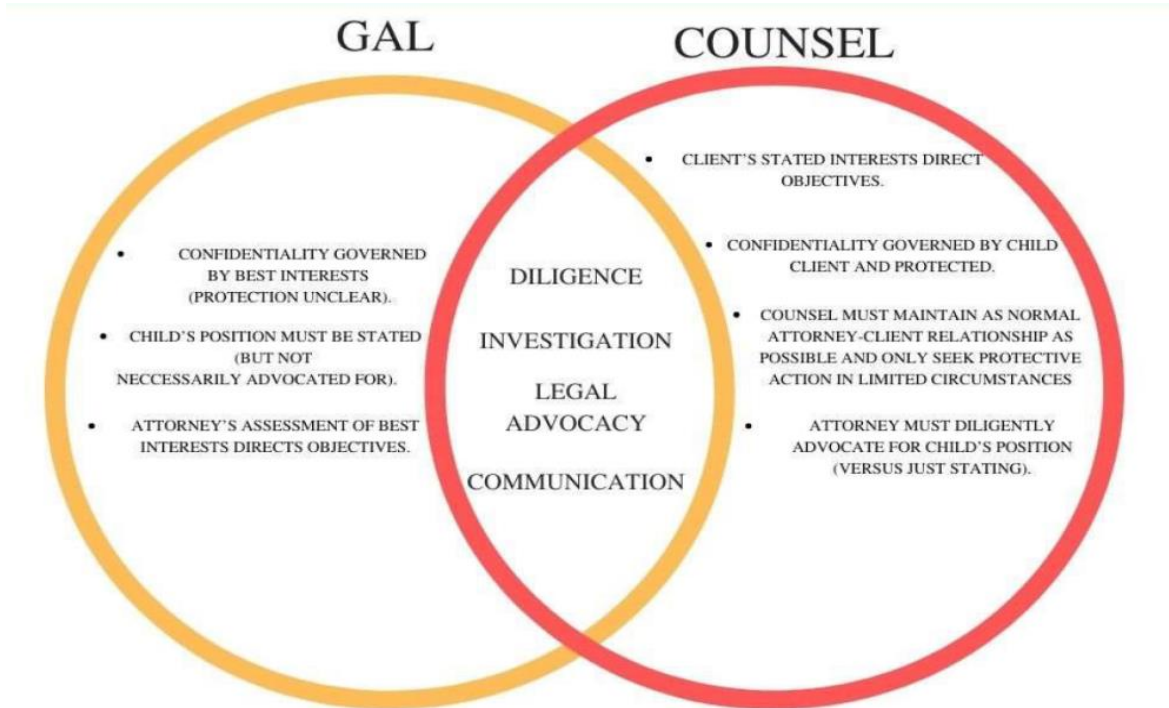 GAL
COUNSEL
• CONFIDENTIALITY GOVERNED
BY BEST INTERESTS
(PROTECTION UNCLEAR).
• CHILD'S POSITION MUST BE STATED
(BUT NOT
NECCESSARILY ADVOCATED FOR).
• ATTORNEY'S ASSESSMENT OF BEST
INTERESTS DIRECTS OBJECTIVES.
DILIGENCE
INVESTIGATION
LEGAL
ADVOCACY
COMMUNICATION
• CLIENT'S STATED INTERESTS DIRECT
OBJECTIVES.
• CONFIDENTIALITY GOVERNED BY CHILD
CLIENT AND PROTECTED.
• COUNSEL MUST MAINTAIN AS NORMAL
ATTORNEY-CLIENT RELATIONSHIP AS
POSSIBLE AND ONLY SEEK PROTECTIVE
ACTION IN LIMITED CIRCUMSTANCES
• ATTORNEY MUST DILIGENTLY
ADVOCATE FOR CHILD'S POSITION
(VERSUS JUST STATING).